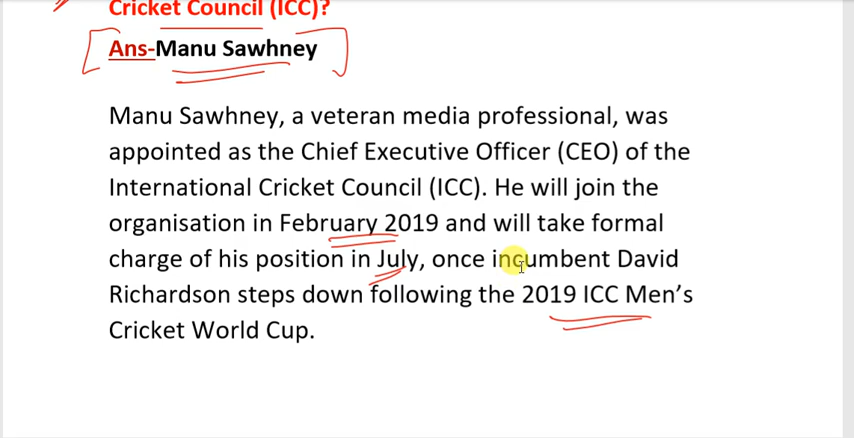 Cricket Council (ICC)?
Ans-Manu Sawhney
Manu Sawhney, a veteran media professional, was
appointed as the Chief Executive Officer (CEO) of the
International Cricket Council (ICC). He will join the
organisation in February 2019 and will take formal
charge of his position in July, once incumbent David
Richardson steps down following the 2019 ICC Men’s
Cricket World Cup.